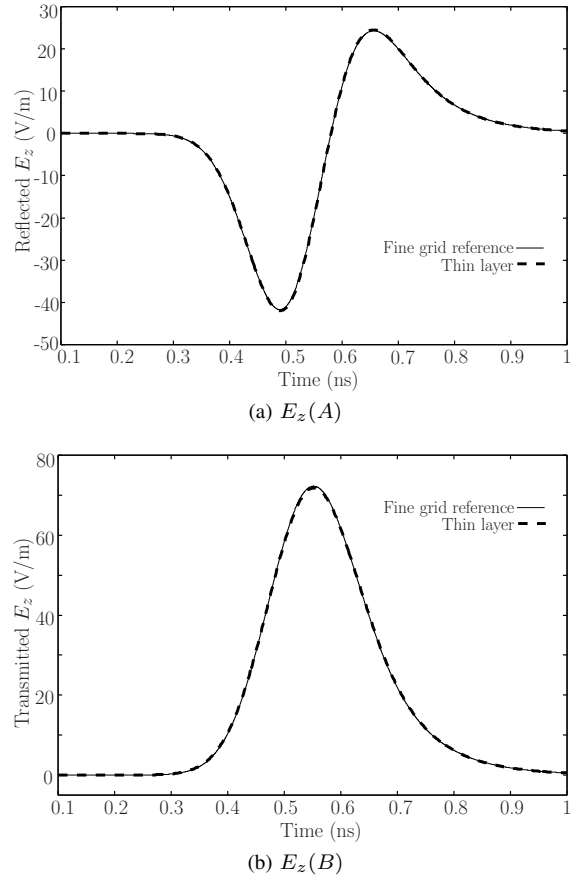 30
20
10
0
-10
-20
-30
-40
-50
Reflected E_z (V/m)
Fine grid reference
Thin layer
0.1 0.2 0.3 0.4 0.5 0.6 0.7 0.8 0.9 1
Time (ns)
(a) E_z(A)
80
60
40
20
0
Transmitted E_z (V/m)
Fine grid reference
Thin layer
0.1 0.2 0.3 0.4 0.5 0.6 0.7 0.8 0.9 1
Time (ns)
(b) E_z(B)